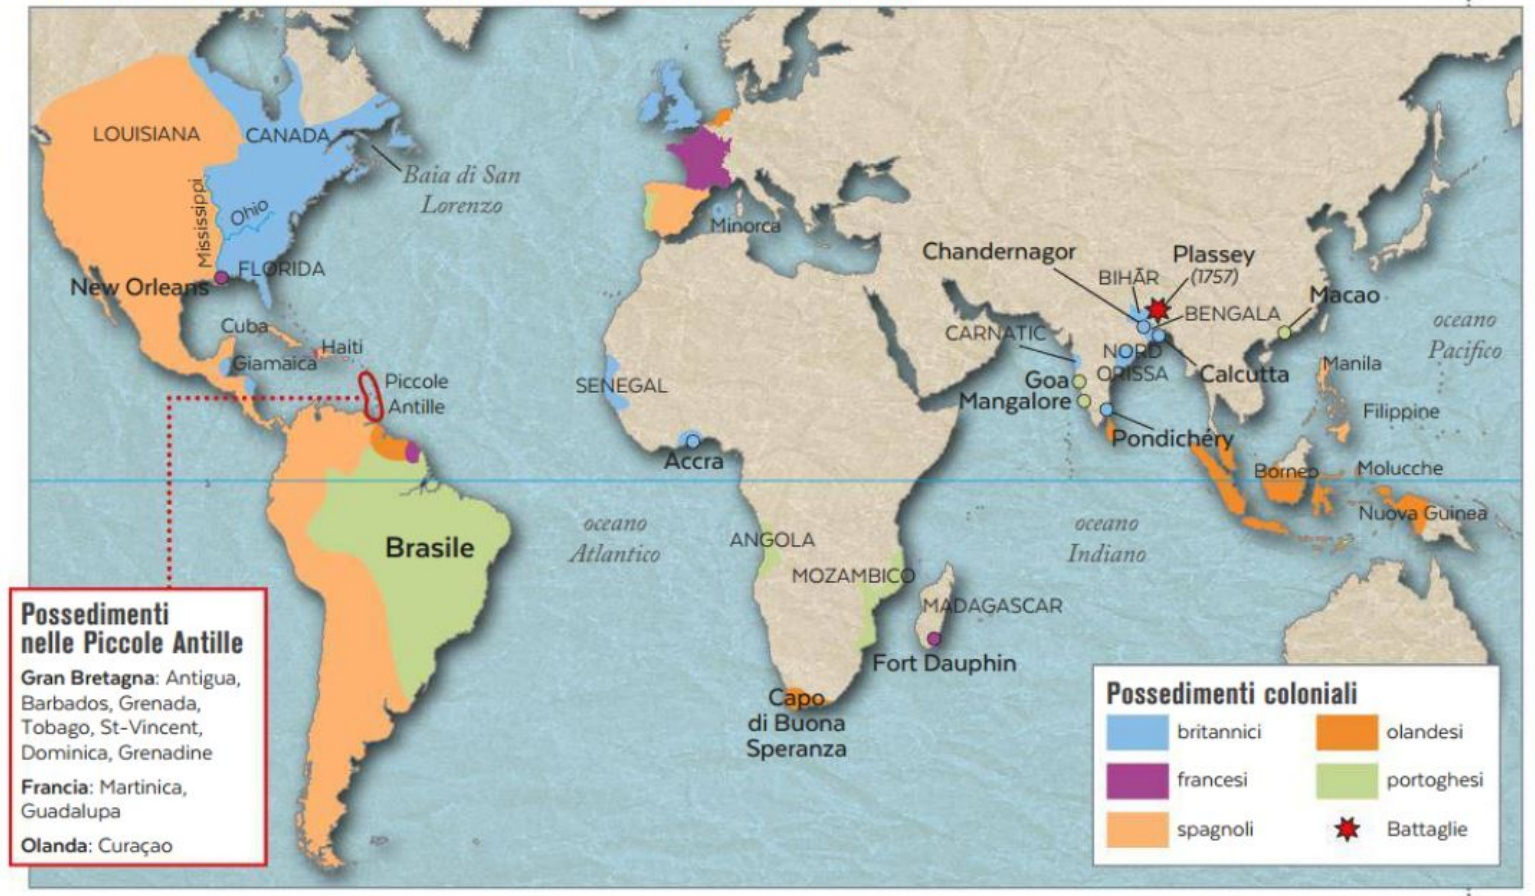 LOUISIANA
CANADA
Baia di San
Lorenzo
Mississippi
Ohio
FLORIDA
New Orleans
Cuba
Haiti
Giamaica
Piccole
Antille
Minorca
Chandernagor
Plassey
(1757)
BIHĀR
BENGALA
Macao
CARNATIC
NORD
ORISSA
Calcutta
Goa
Mangalore
Pondichéry
oceano
Pacifico
Manila
Filippine
SENEGAL
Accra
Borneo
Molucche
Nuova Guinea
Brasile
oceano
Atlantico
ANGOLA
MOZAMBICO
MADAGASCAR
Fort Dauphin
oceano
Indiano
Capo
di Buona
Speranza
Possedimenti
nelle Piccole Antille
Gran Bretagna: Antigua,
Barbados, Grenada,
Tobago, St-Vincent,
Dominica, Grenadine
Francia: Martinica,
Guadalupa
Olanda: Curaçao
Possedimenti coloniali
britannici
olandesi
francesi
portoghesi
spagnoli
Battaglie